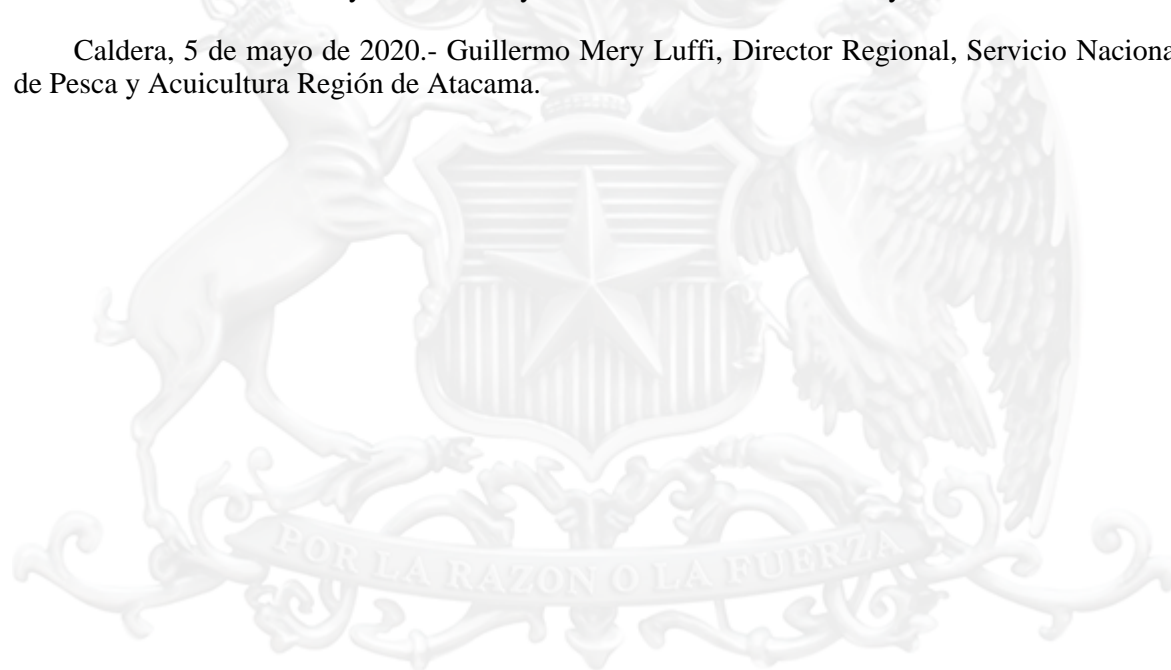 Caldera, 5 de mayo de 2020.- Guillermo Mery Luffi, Director Regional, Servicio Naciona
de Pesca y Acuicultura Región de Atacama.
POR LA RAZON O LA FUERZA